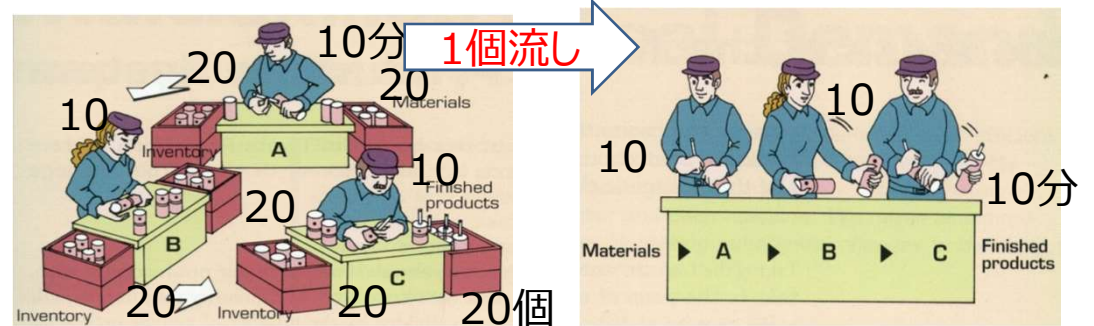 10分
20
20
Materials
10
Inventory
A
10
Finished
products
20
B
C
20
Inventory
Inventory
20
20個
1個流し
10
10
10分
Materials
A
B
C
Finished
products